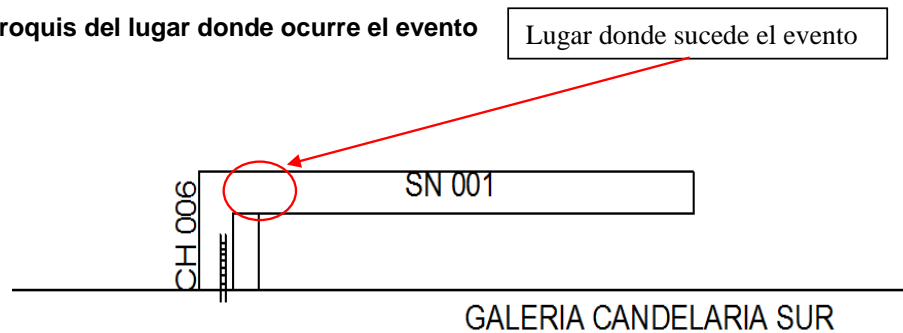 roquis del lugar donde ocurre el evento
Lugar donde sucede el evento
SN 001
CH 006
GALERIA CANDELARIA SUR